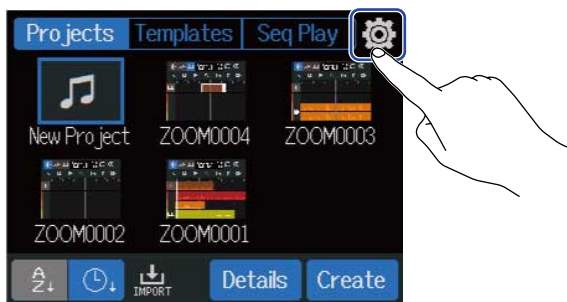 Projects Templates Seq Play
New Project ZOOM0004 ZOOM0003
ZOOM0002 ZOOM0001
A Z↓ IMPORT Details Create